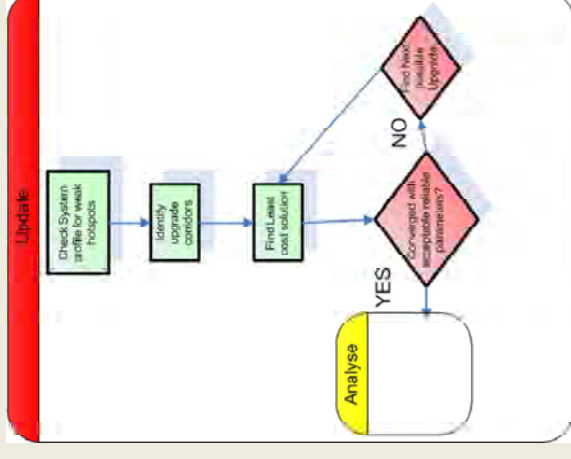 Update
Check System
profile for weak
hotspots
Identify
upgrade
corridors
Find Least
cost solution
Converged with
acceptable reliable
parameters?
YES
NO
Find Next
possible
Upgrade
Analyse